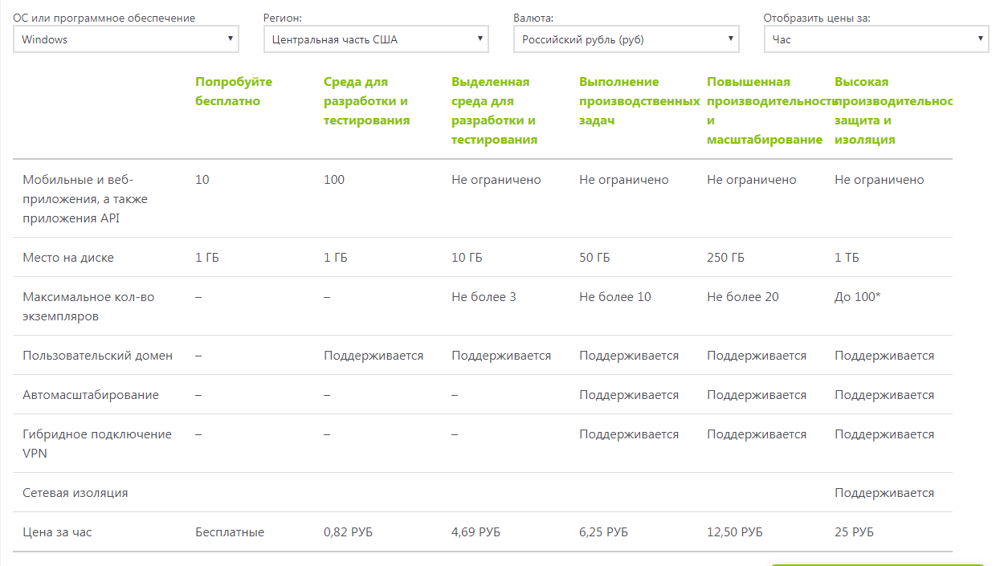 ОС или программное обеспечение
Регион:
Валюта:
Отобразить цены за:
Windows
Центральная часть США
Российский рубль (руб)
Час
Попробуйте
бесплатно
Среда для
разработки и
тестирования
Выделенная
среда для
разработки и
тестирования
Выполнение
производственных
задач
Повышенная
производительность
и
масштабирование
Высокая
производительнос
защита и
изоляция
Мобильные и веб-
приложения, а также
приложения API
10
100
Не ограничено
Не ограничено
Не ограничено
Не ограничено
Место на диске
1 ГБ
1 ГБ
10 ГБ
50 ГБ
250 ГБ
1 ТБ
Максимальное кол-во
экземпляров
–
–
Не более 3
Не более 10
Не более 20
До 100*
Пользовательский домен
–
Поддерживается
Поддерживается
Поддерживается
Поддерживается
Поддерживается
Автомасштабирование
–
–
–
Поддерживается
Поддерживается
Поддерживается
Гибридное подключение
VPN
–
–
–
Поддерживается
Поддерживается
Поддерживается
Сетевая изоляция
Поддерживается
Цена за час
Бесплатные
0,82 РУБ
4,69 РУБ
6,25 РУБ
12,50 РУБ
25 РУБ